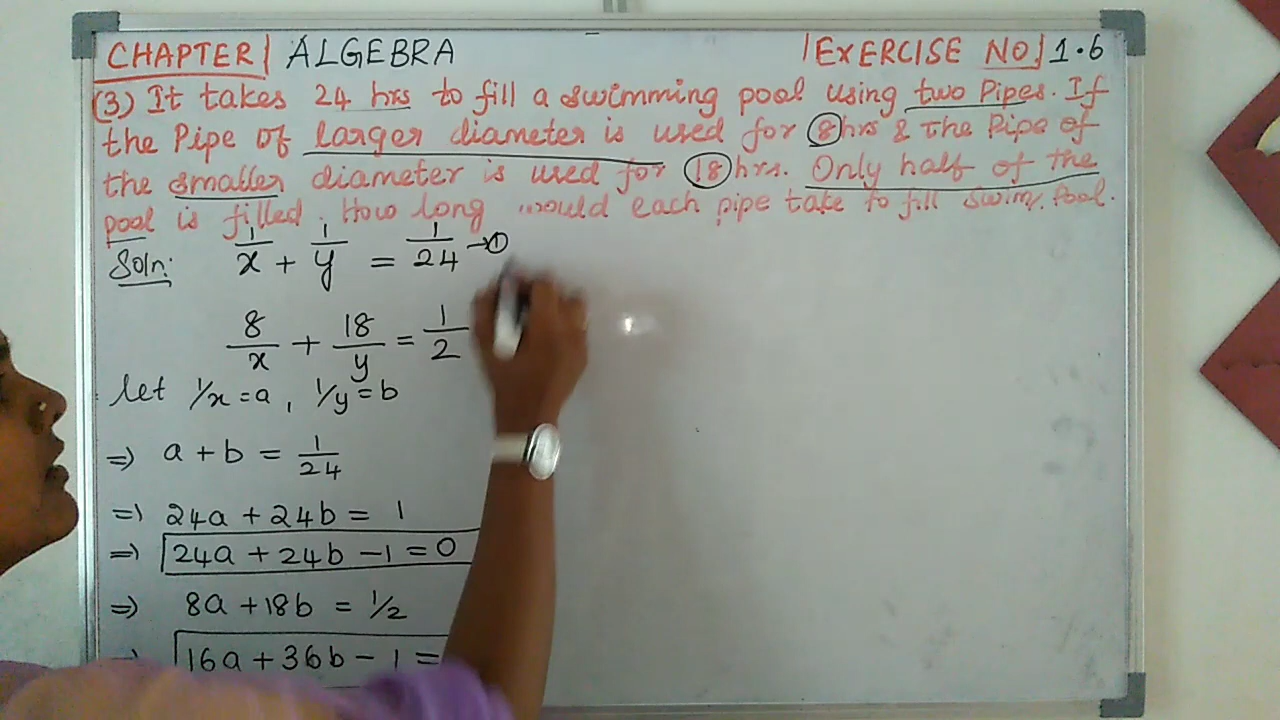 CHAPTER ALGEBRA EXERCISE NO 1.6
(3) It takes 24 hrs to fill a swimming pool using two Pipes. If
the Pipe of larger diameter is used for 8 hrs & The Pipe of
the smaller diameter is used for 18 hrs. Only half of the
pool is filled. How long would each pipe take to fill swim. Pool.
Soln: 1/x + 1/y = 1/24 → ①
8/x + 18/y = 1/2
let 1/x = a, 1/y = b
⇒ a + b = 1/24
⇒ 24a + 24b = 1
⇒ 24a + 24b - 1 = 0
⇒ 8a + 18b = 1/2
⇒ 16a + 36b - 1 =